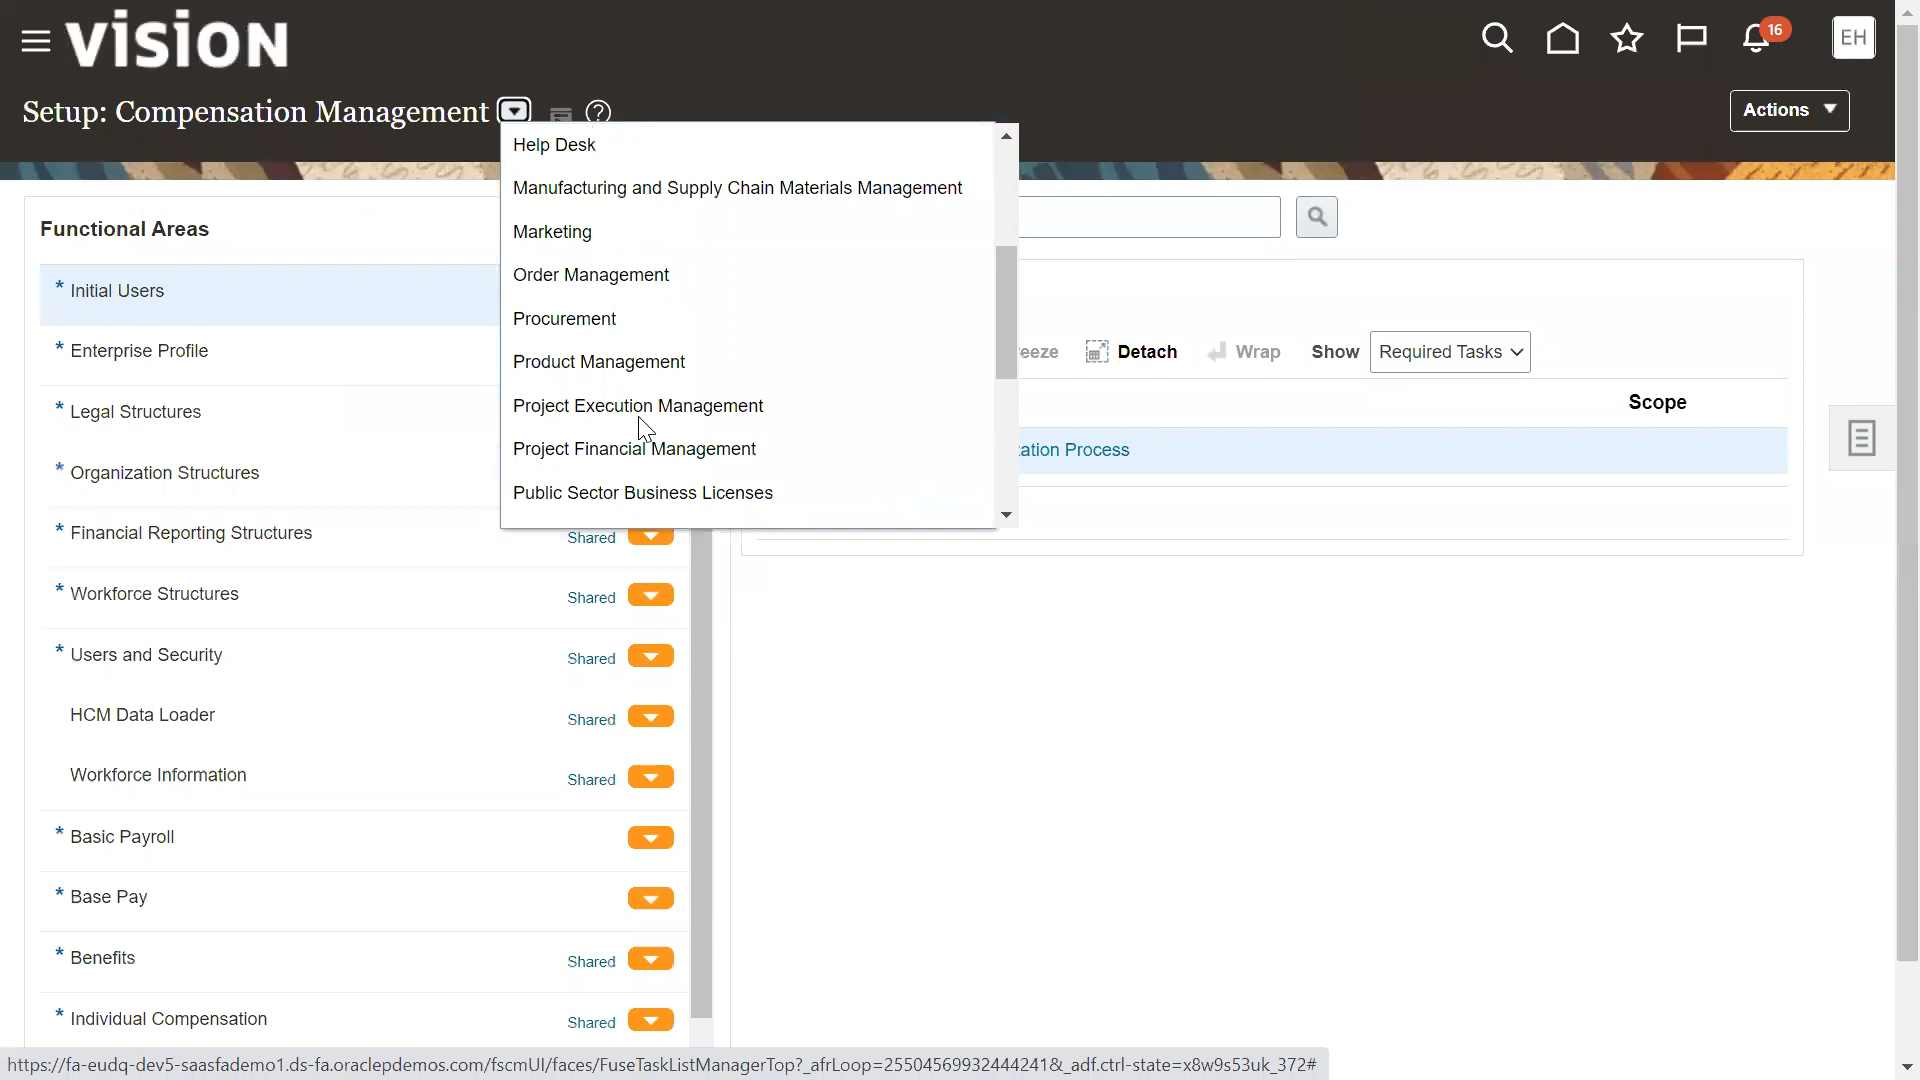 vision
16
EH
Setup: Compensation Management
Actions
Help Desk
Manufacturing and Supply Chain Materials Management
Marketing
Order Management
Procurement
Product Management
Project Execution Management
Project Financial Management
Public Sector Business Licenses
Functional Areas
* Initial Users
* Enterprise Profile
* Legal Structures
* Organization Structures
* Financial Reporting Structures Shared
* Workforce Structures Shared
* Users and Security Shared
HCM Data Loader Shared
Workforce Information Shared
* Basic Payroll
* Base Pay
* Benefits Shared
* Individual Compensation Shared
eeze Detach Wrap Show Required Tasks
Scope
ation Process
https://fa-eudq-dev5-saasfademo1.ds-fa.oraclepdemos.com/fscmUI/faces/FuseTaskListManagerTop?_afrLoop=25504569932444241&_adf.ctrl-state=x8w9s53uk_372#